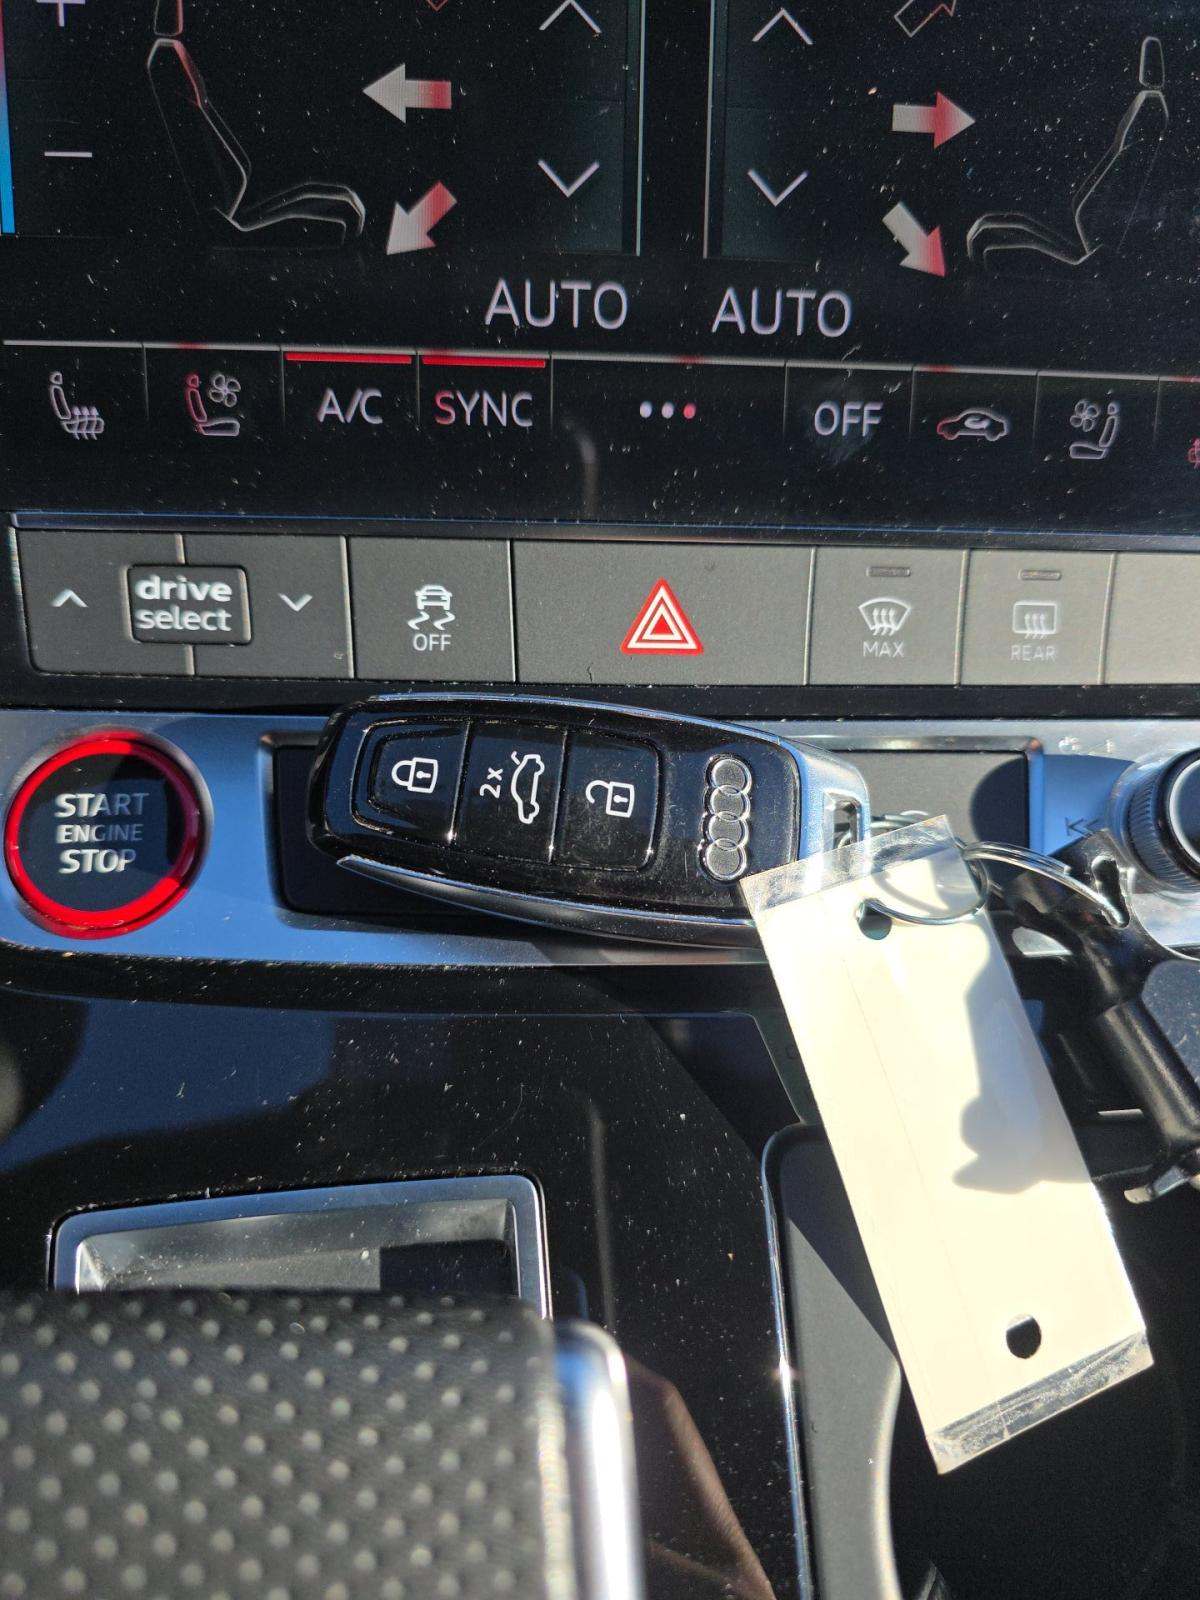 AUTO AUTO
A/C SYNC OFF
drive
select
OFF
MAX
REAR
START
ENGINE
STOP
2x